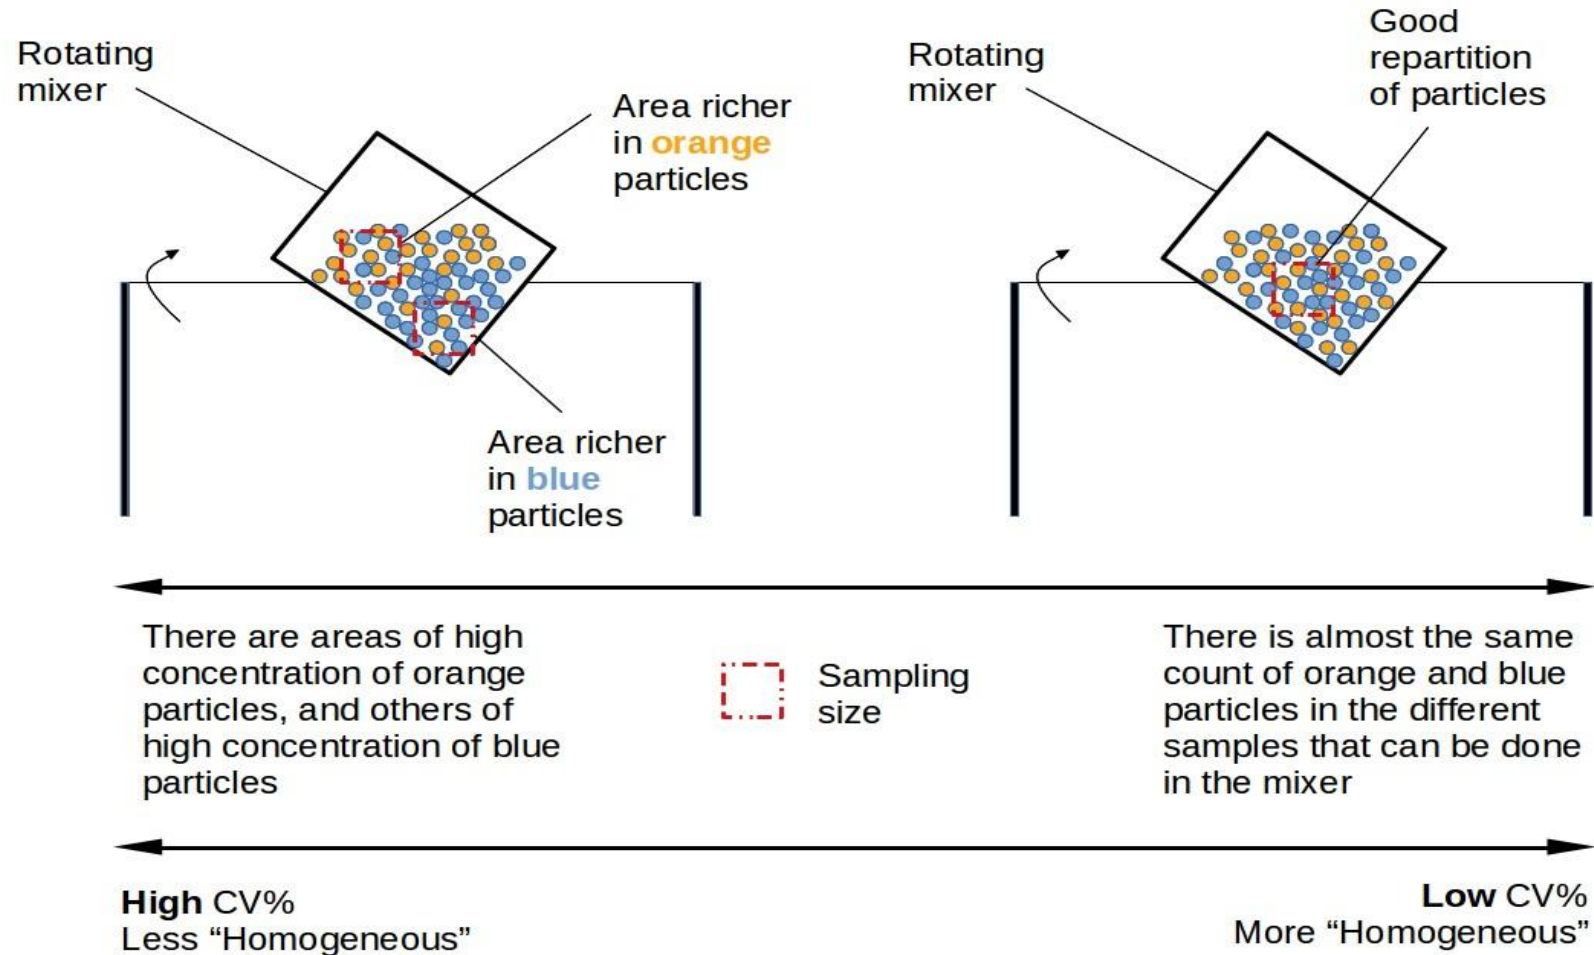 Rotating
mixer
Area richer
in orange
particles
Area richer
in blue
particles
Rotating
mixer
Good
repartition
of particles
There are areas of high
concentration of orange
particles, and others of
high concentration of blue
particles
Sampling
size
There is almost the same
count of orange and blue
particles in the different
samples that can be done
in the mixer
High CV%
Less “Homogeneous”
Low CV%
More “Homogeneous”